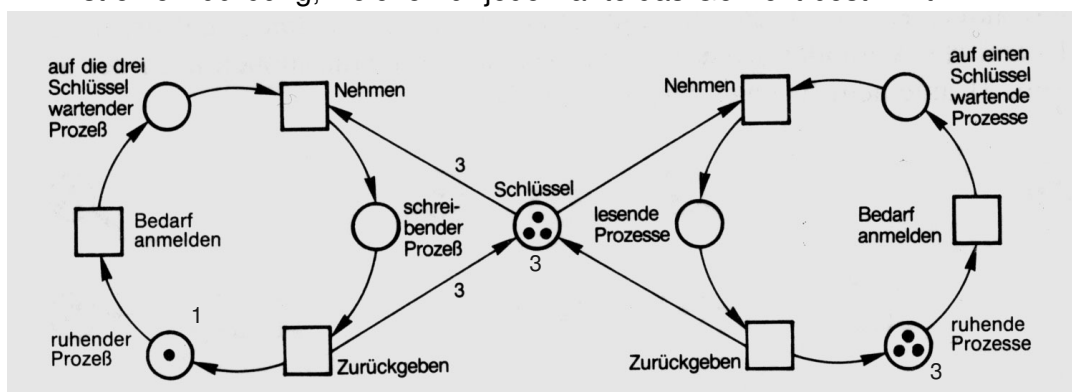 auf die drei
Schlüssel
wartender
Prozeß
Nehmen
3
Schlüssel
3
3
schrei-
bender
Prozeß
Bedarf
anmelden
1
ruhender
Prozeß
Zurückgeben
Nehmen
auf einen
Schlüssel
wartende
Prozesse
lesende
Prozesse
Bedarf
anmelden
Zurückgeben
ruhende
Prozesse
3